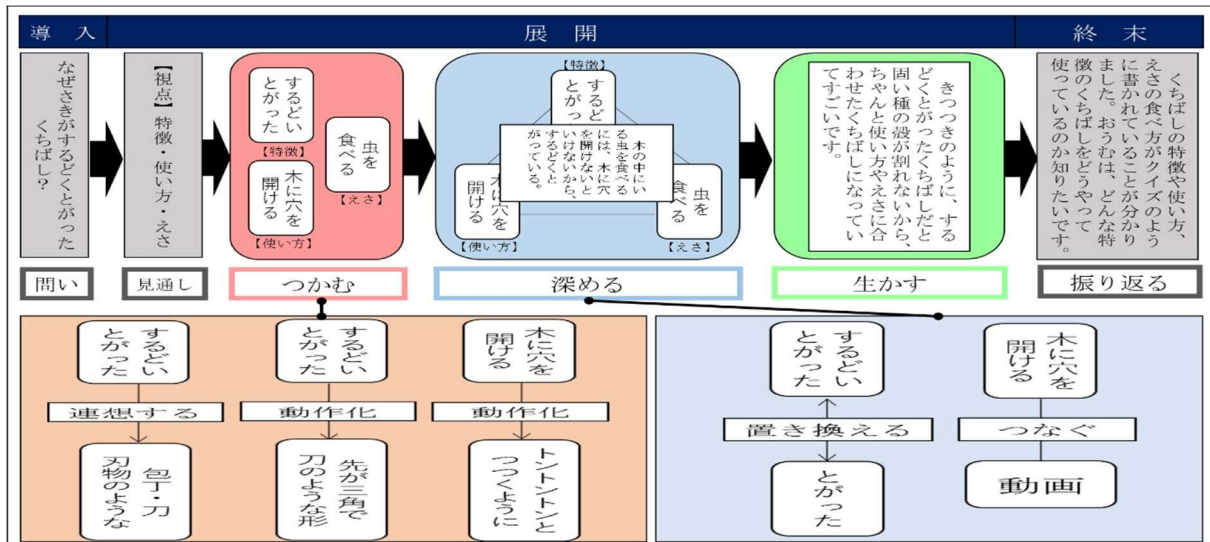 導入
展開
終末
なぜさきがするどくとがった
くちばし？
【視点】特徴・使い方・えさ
するどい
とがった
【特徴】
木に穴を
開ける
【使い方】
虫を
食べる
【えさ】
【特徴】
するどい
とがっ
木の中にい
る虫を食べる
には、木に穴
を開けないと
いけないから、
するどくと
がっている。
木に穴を
開ける
【使い方】
虫を
食べる
【えさ】
きつつきのように、する
どくとがったくちばしだと
固い種の殻が割れないから、
ちゃんと使い方やえさに合
わせたくちばしになってい
てすごいです。
くちばしの特徴や使い方、
えさの食べ方がクイズのよう
に書かれていることが分かり
ました。おうむは、どんな特
徴のくちばしをどうやって
使っているのか知りたいです。
問い
見通し
つかむ
深める
生かす
振り返る
するどい
とがった
連想する
包丁・刀
刃物のような
するどい
とがった
動作化
先が三角で
刀のような形
木に穴を
開ける
動作化
トントントンと
つつくように
するどい
とがった
置き換える
とがった
木に穴を
開ける
つなぐ
動画